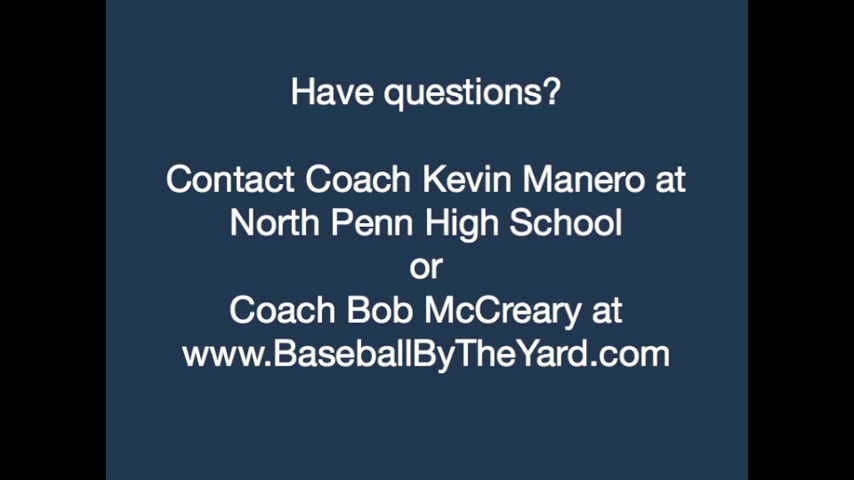 Have questions?
Contact Coach Kevin Manero at
North Penn High School
or
Coach Bob McCreary at
www.BaseballByTheYard.com